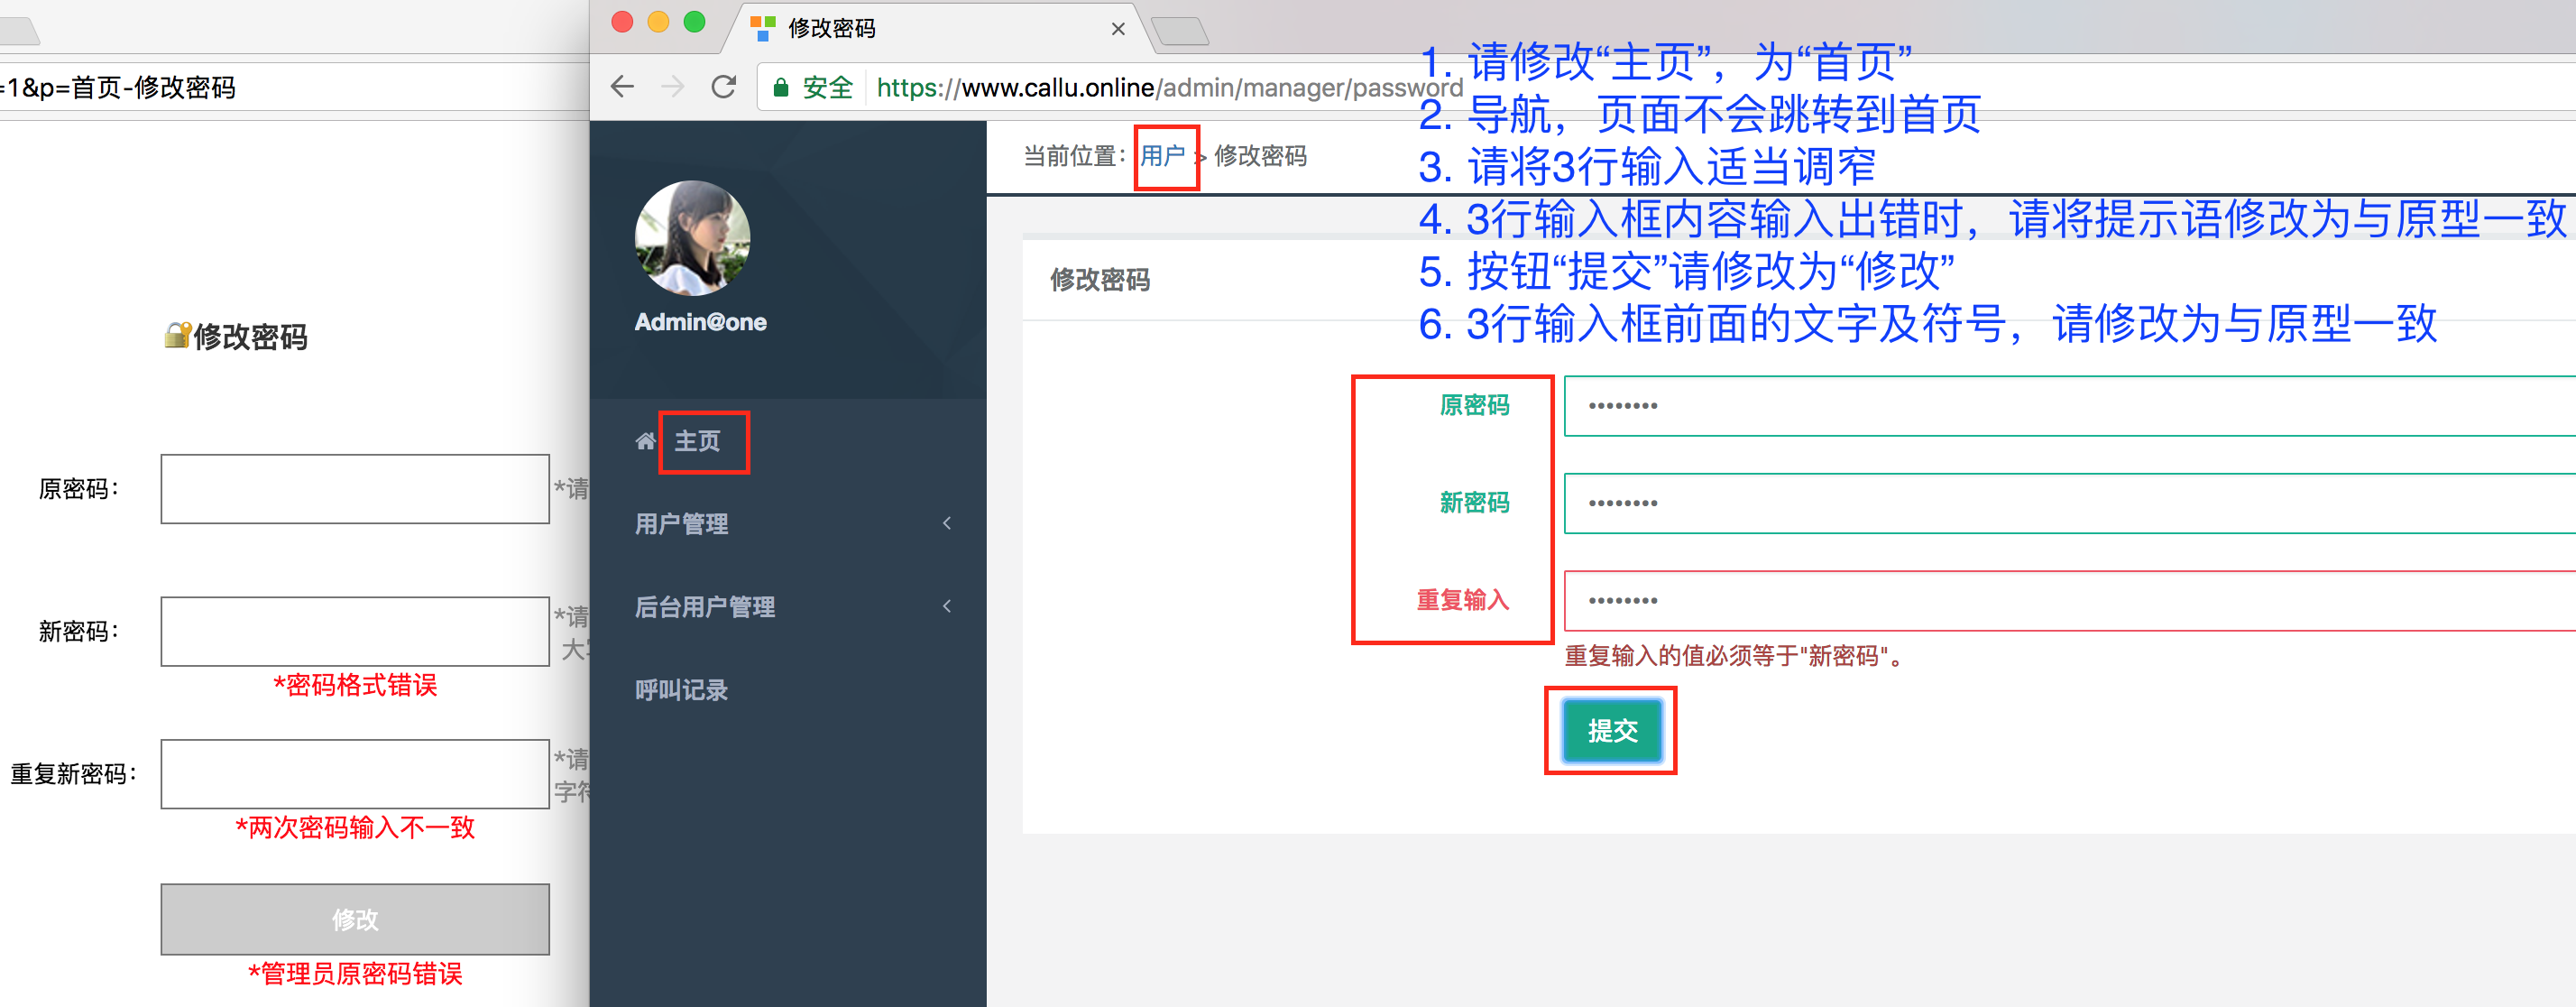 =1&p=首页-修改密码
修改密码
原密码：
*请
新密码：
*请
*密码格式错误
重复新密码：
*请
字符
*两次密码输入不一致
修改
*管理员原密码错误
修改密码
安全 https://www.callu.online/admin/manager/password
Admin@one
主页
用户管理
后台用户管理
呼叫记录
当前位置：用户 > 修改密码
1. 请修改“主页”，为“首页”
2. 导航，页面不会跳转到首页
3. 请将3行输入适当调窄
4. 3行输入框内容输入出错时，请将提示语修改为与原型一致
5. 按钮“提交”请修改为“修改”
6. 3行输入框前面的文字及符号，请修改为与原型一致
修改密码
原密码 ••••••••
新密码 ••••••••
重复输入 ••••••••
重复输入的值必须等于"新密码"。
提交